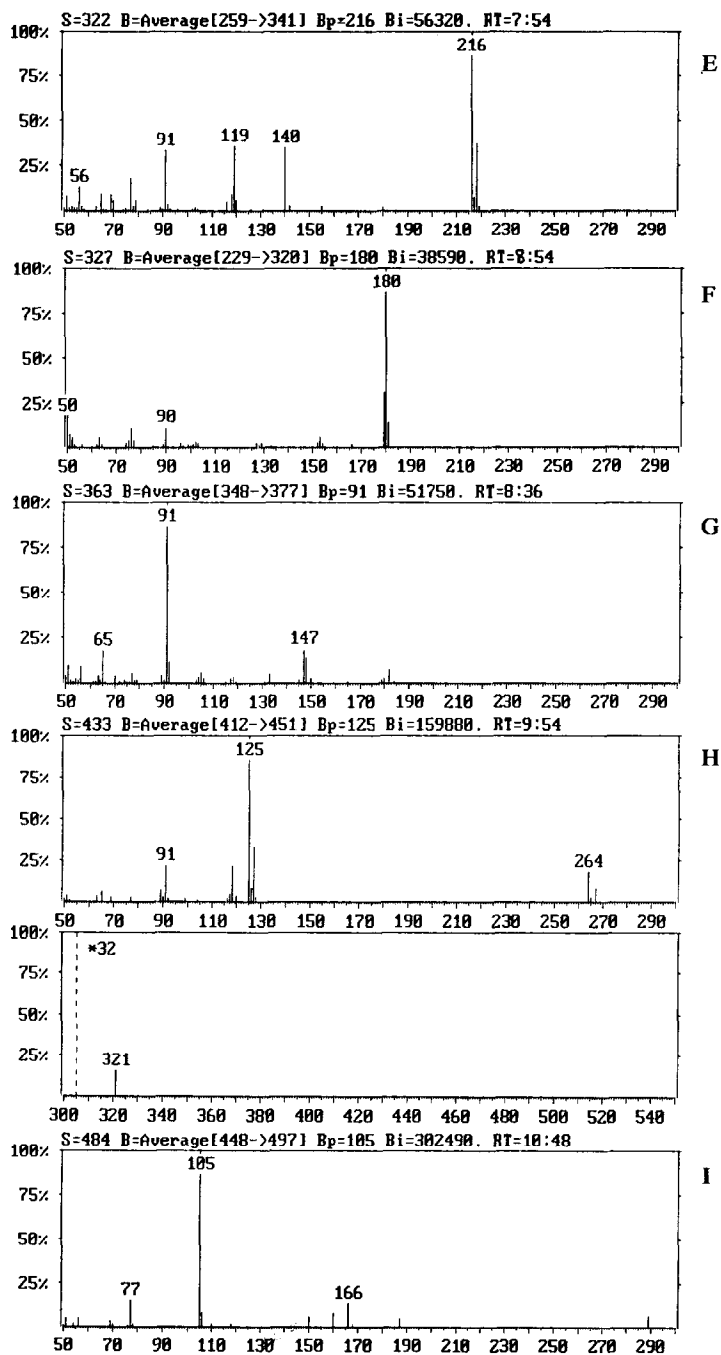 S=322 B=Average[259->341] Bp=216 Bi=56320. RT=7:54
E
100%
75%
50%
25%
216
56
91
119
140
50 70 90 110 130 150 170 190 210 230 250 270 290
S=327 B=Average[229->320] Bp=180 Bi=38590. RT=8:54
F
100%
75%
50%
25%
180
50
90
50 70 90 110 130 150 170 190 210 230 250 270 290
S=363 B=Average[348->377] Bp=91 Bi=51750. RT=8:36
G
100%
75%
50%
25%
91
65
147
50 70 90 110 130 150 170 190 210 230 250 270 290
S=433 B=Average[412->451] Bp=125 Bi=159880. RT=9:54
H
100%
75%
50%
25%
125
91
264
50 70 90 110 130 150 170 190 210 230 250 270 290
100%
75%
50%
25%
*32
321
300 320 340 360 380 400 420 440 460 480 500 520 540
S=484 B=Average[448->497] Bp=105 Bi=302490. RT=10:48
I
100%
75%
50%
25%
105
77
166
50 70 90 110 130 150 170 190 210 230 250 270 290